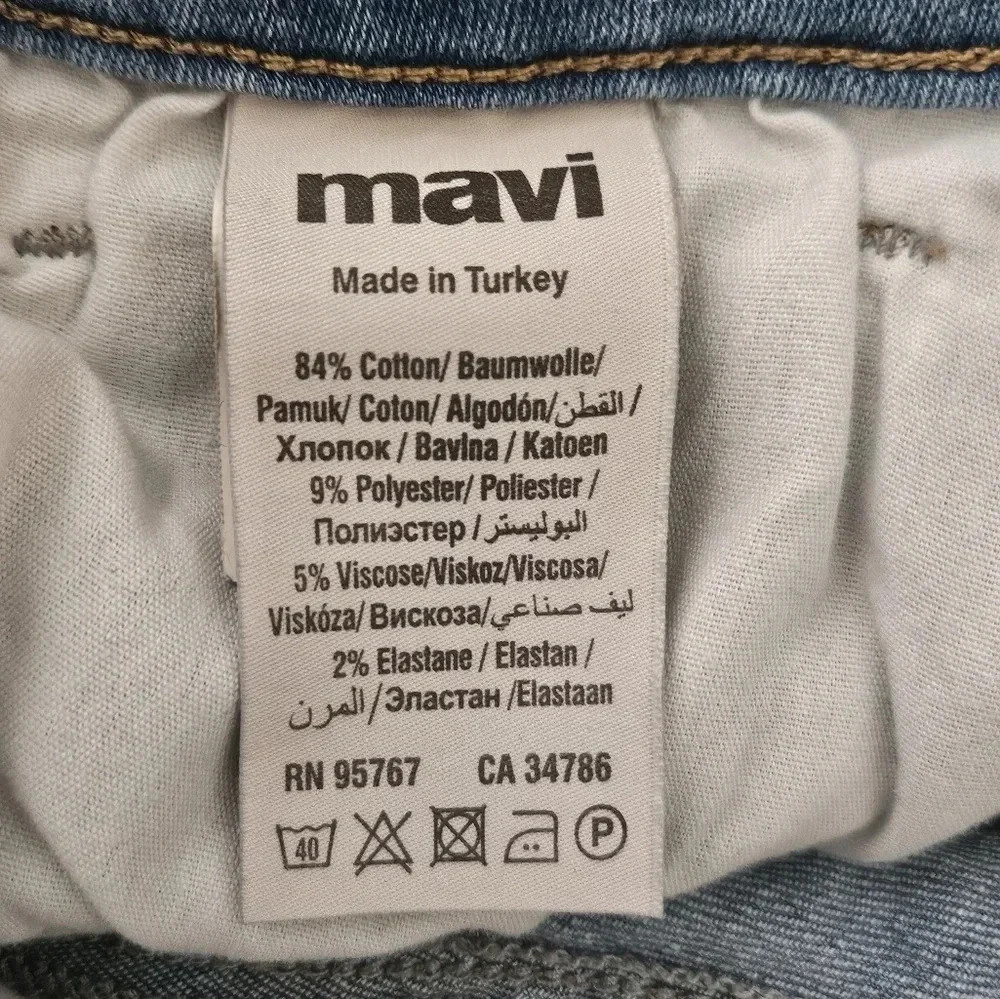 mavi
Made in Turkey
84% Cotton/ Baumwolle/
Pamuk/ Coton/ Algodón/القطن/
Хлопок / Bavlna / Katoen
9% Polyester/ Poliester /
Полиэстер / البوليستر
5% Viscose/Viskoz/Viscosa/
Viskóza/ Вискоза/ليف صناعي
2% Elastane / Elastan /
المرن/Эластан /Elastaan
RN 95767 CA 34786
40 P